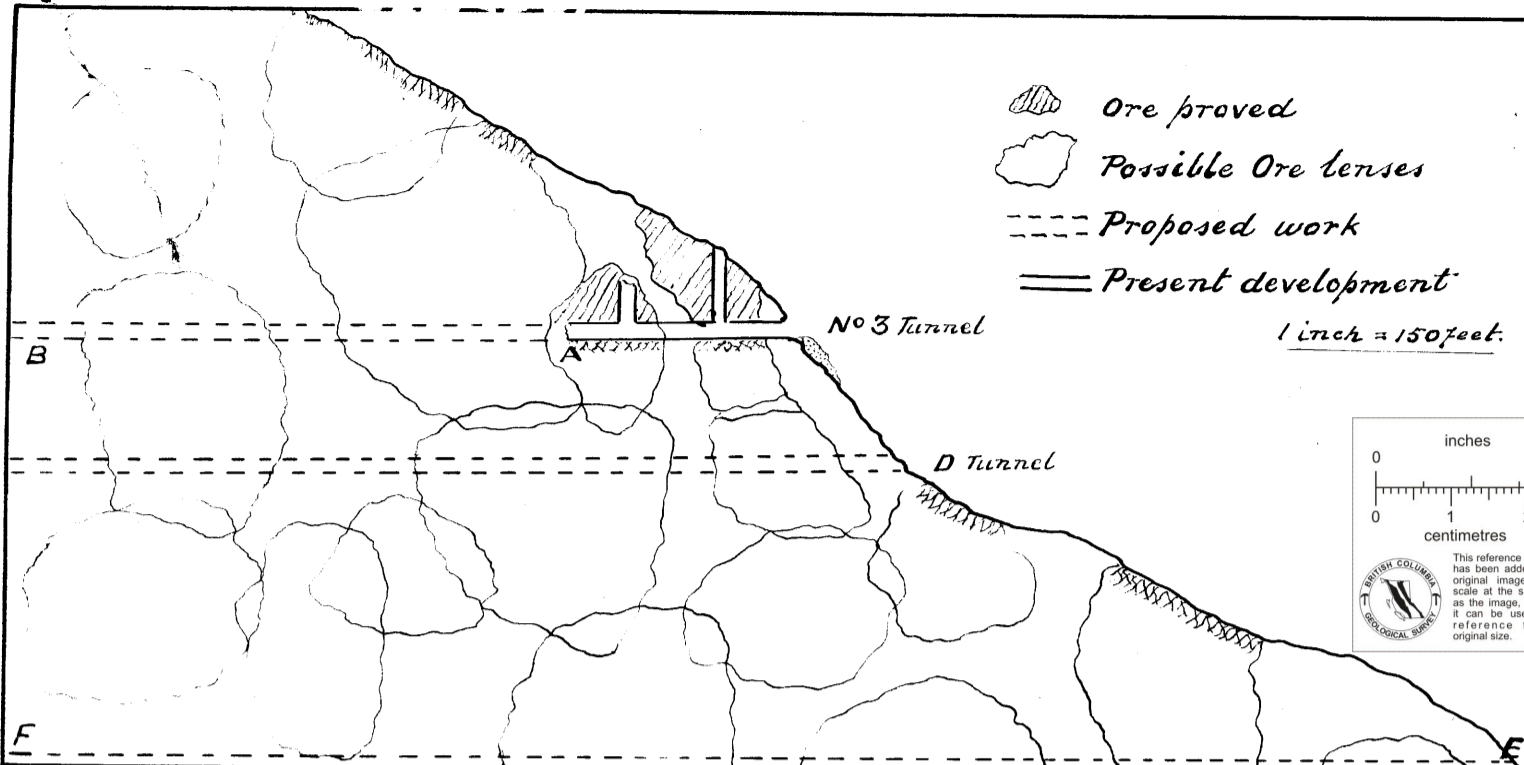 Ore proved
Possible Ore lenses
Proposed work
Present development
1 inch = 150 feet.
No 3 Tunnel
B
A
D Tunnel
F
E
inches
0
0 1
centimetres
This reference
has been added
original image
scale at the s
as the image,
it can be use
reference
original size.
BRITISH COLUMBIA
GEOLOGICAL SURVEY